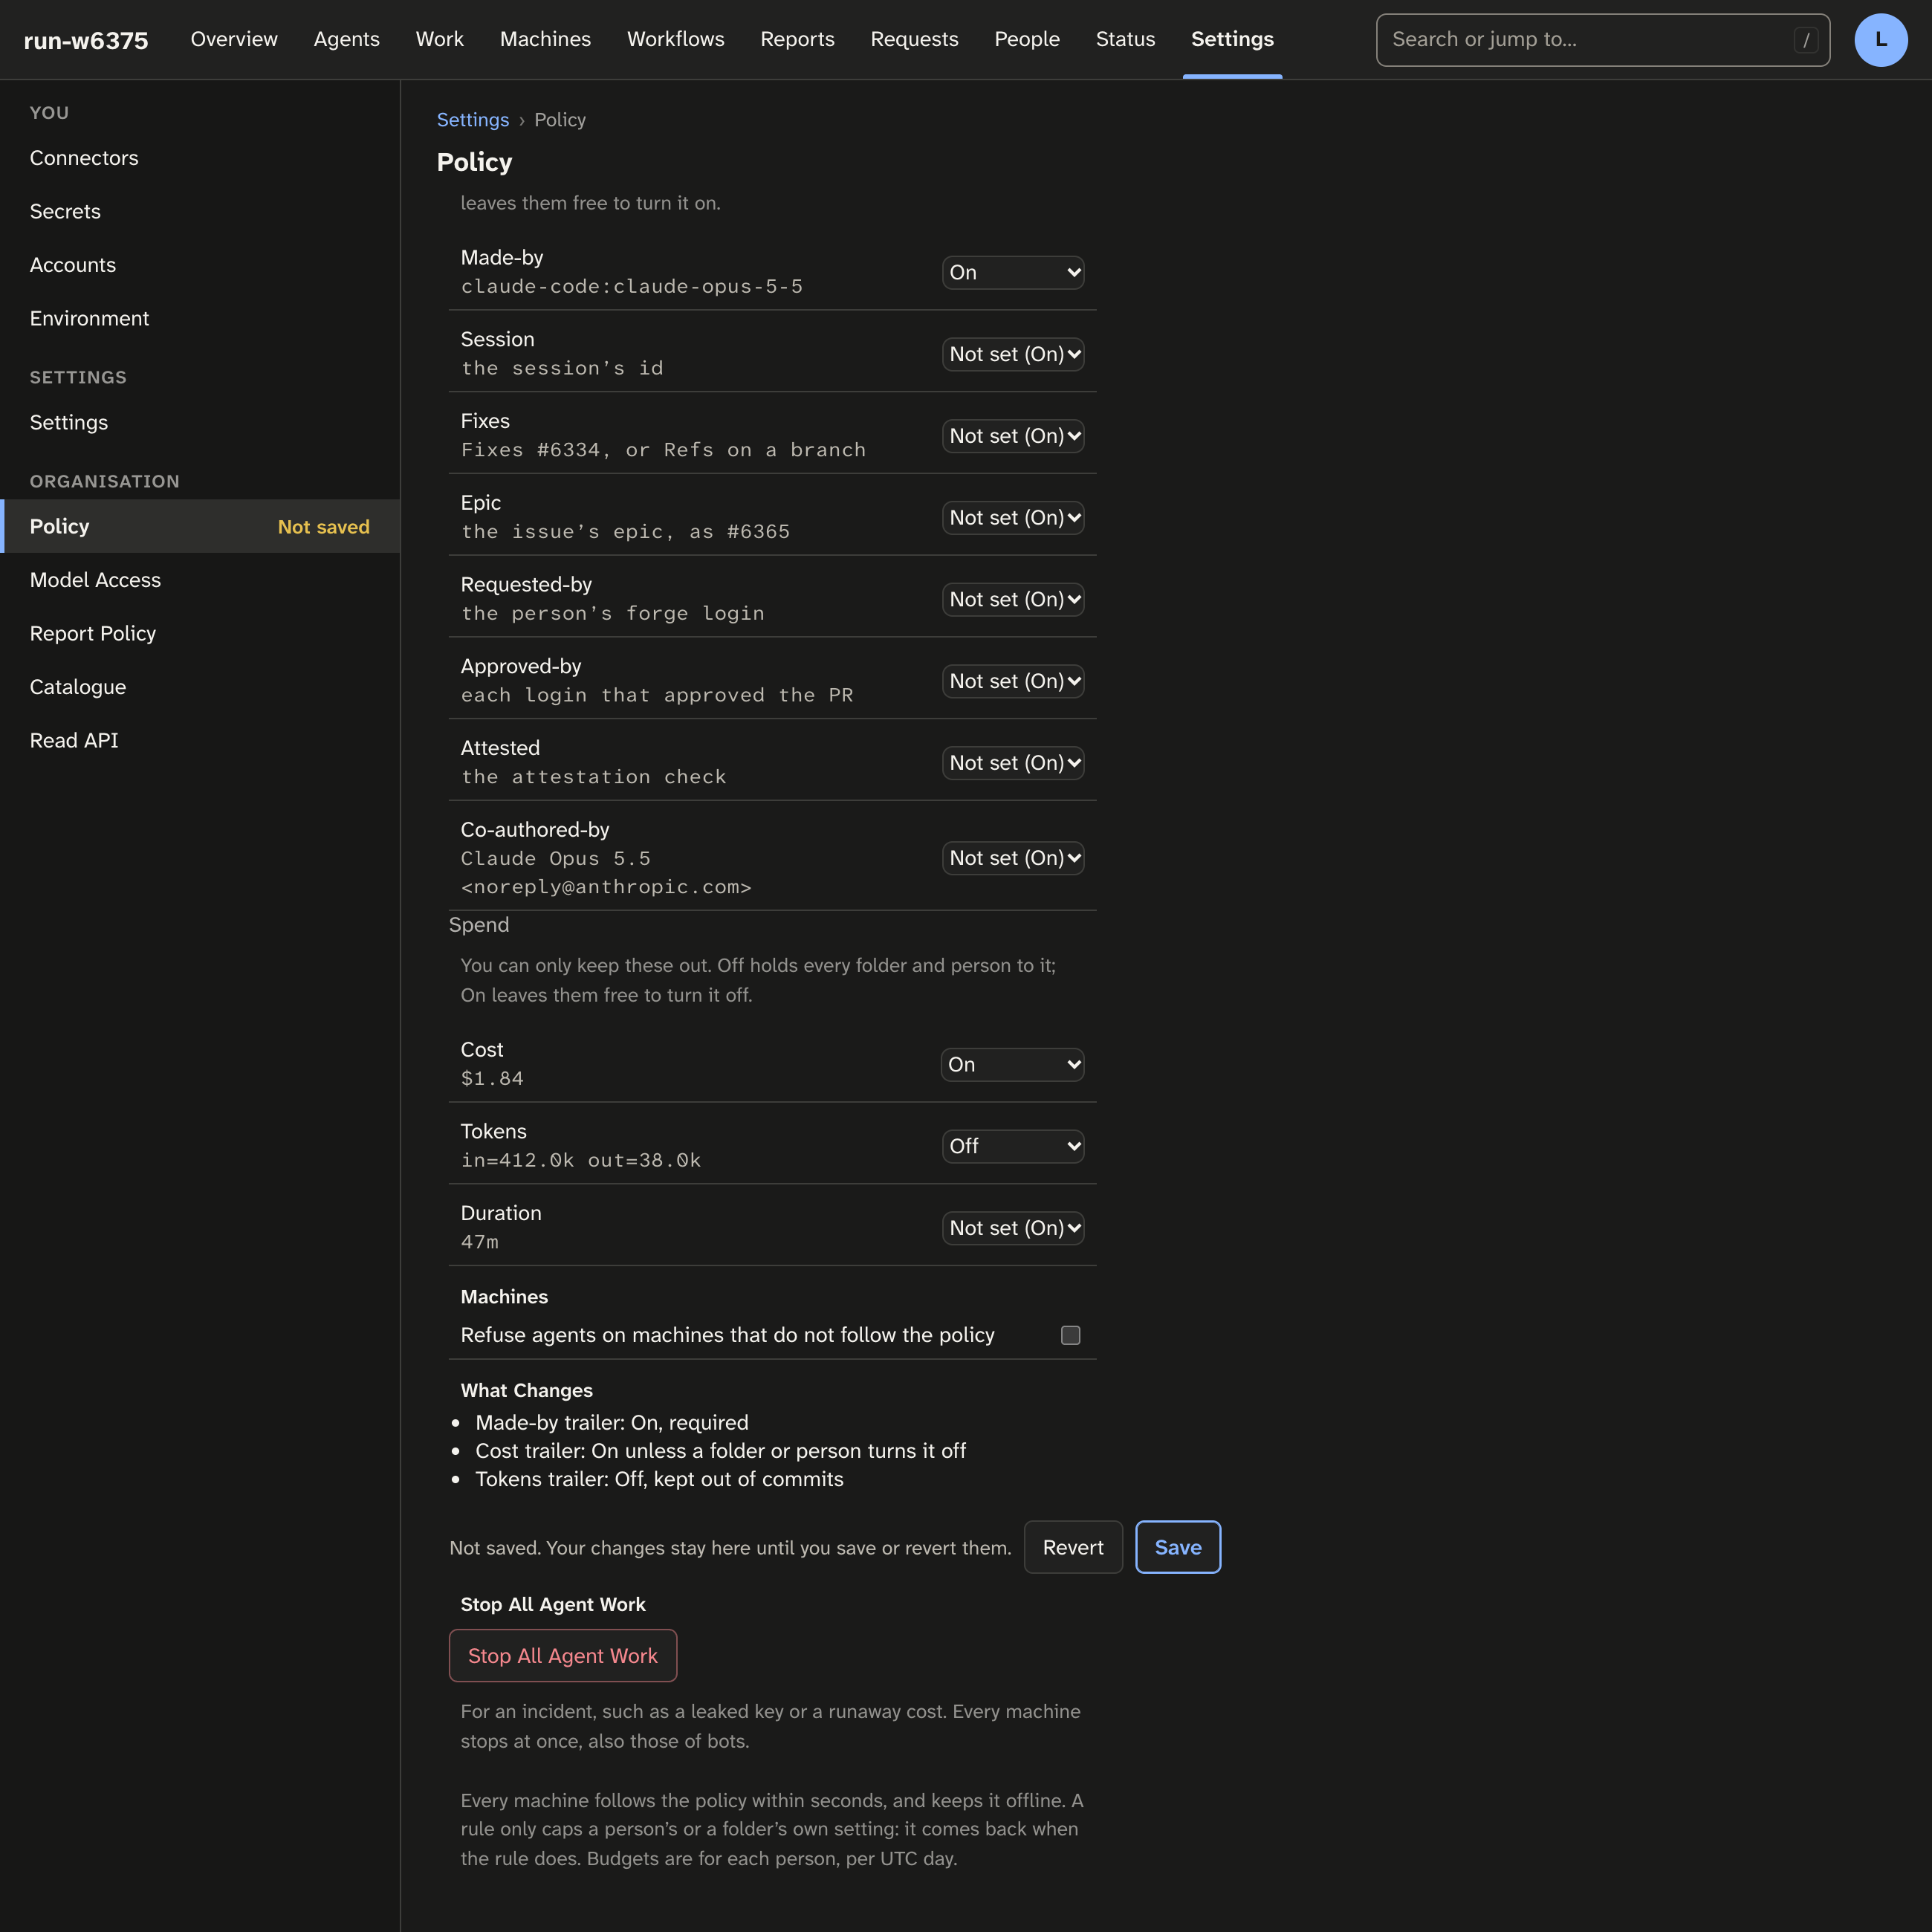 run-w6375
Overview
Agents
Work
Machines
Workflows
Reports
Requests
People
Status
Settings
Search or jump to...
/
L
YOU
Connectors
Secrets
Accounts
Environment
SETTINGS
Settings
ORGANISATION
Policy
Not saved
Model Access
Report Policy
Catalogue
Read API
Settings › Policy
Policy
leaves them free to turn it on.
Made-by
claude-code:claude-opus-5-5
On
Session
the session’s id
Not set (On)
Fixes
Fixes #6334, or Refs on a branch
Not set (On)
Epic
the issue’s epic, as #6365
Not set (On)
Requested-by
the person’s forge login
Not set (On)
Approved-by
each login that approved the PR
Not set (On)
Attested
the attestation check
Not set (On)
Co-authored-by
Claude Opus 5.5
<noreply@anthropic.com>
Not set (On)
Spend
You can only keep these out. Off holds every folder and person to it;
On leaves them free to turn it off.
Cost
$1.84
On
Tokens
in=412.0k out=38.0k
Off
Duration
47m
Not set (On)
Machines
Refuse agents on machines that do not follow the policy
What Changes
• Made-by trailer: On, required
• Cost trailer: On unless a folder or person turns it off
• Tokens trailer: Off, kept out of commits
Not saved. Your changes stay here until you save or revert them.
Revert
Save
Stop All Agent Work
Stop All Agent Work
For an incident, such as a leaked key or a runaway cost. Every machine
stops at once, also those of bots.
Every machine follows the policy within seconds, and keeps it offline. A
rule only caps a person’s or a folder’s own setting: it comes back when
the rule does. Budgets are for each person, per UTC day.